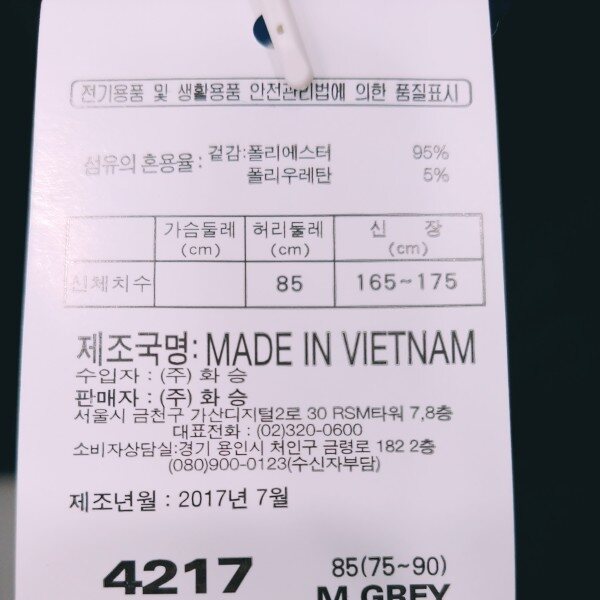 전기용품 및 생활용품 안전관리법에 의한 품질표시
섬유의 혼용율 : 겉감:폴리에스터 95%
폴리우레탄 5%
가슴둘레 (cm) 허리둘레 (cm) 신 장 (cm)
신체치수 85 165~175
제조국명: MADE IN VIETNAM
수입자 : (주) 화 승
판매자 : (주) 화 승
서울시 금천구 가산디지털2로 30 RSM타워 7,8층
대표전화 : (02)320-0600
소비자상담실:경기 용인시 처인구 금령로 182 2층
(080)900-0123(수신자부담)
제조년월 : 2017년 7월
4217 85(75~90)
M.GREY